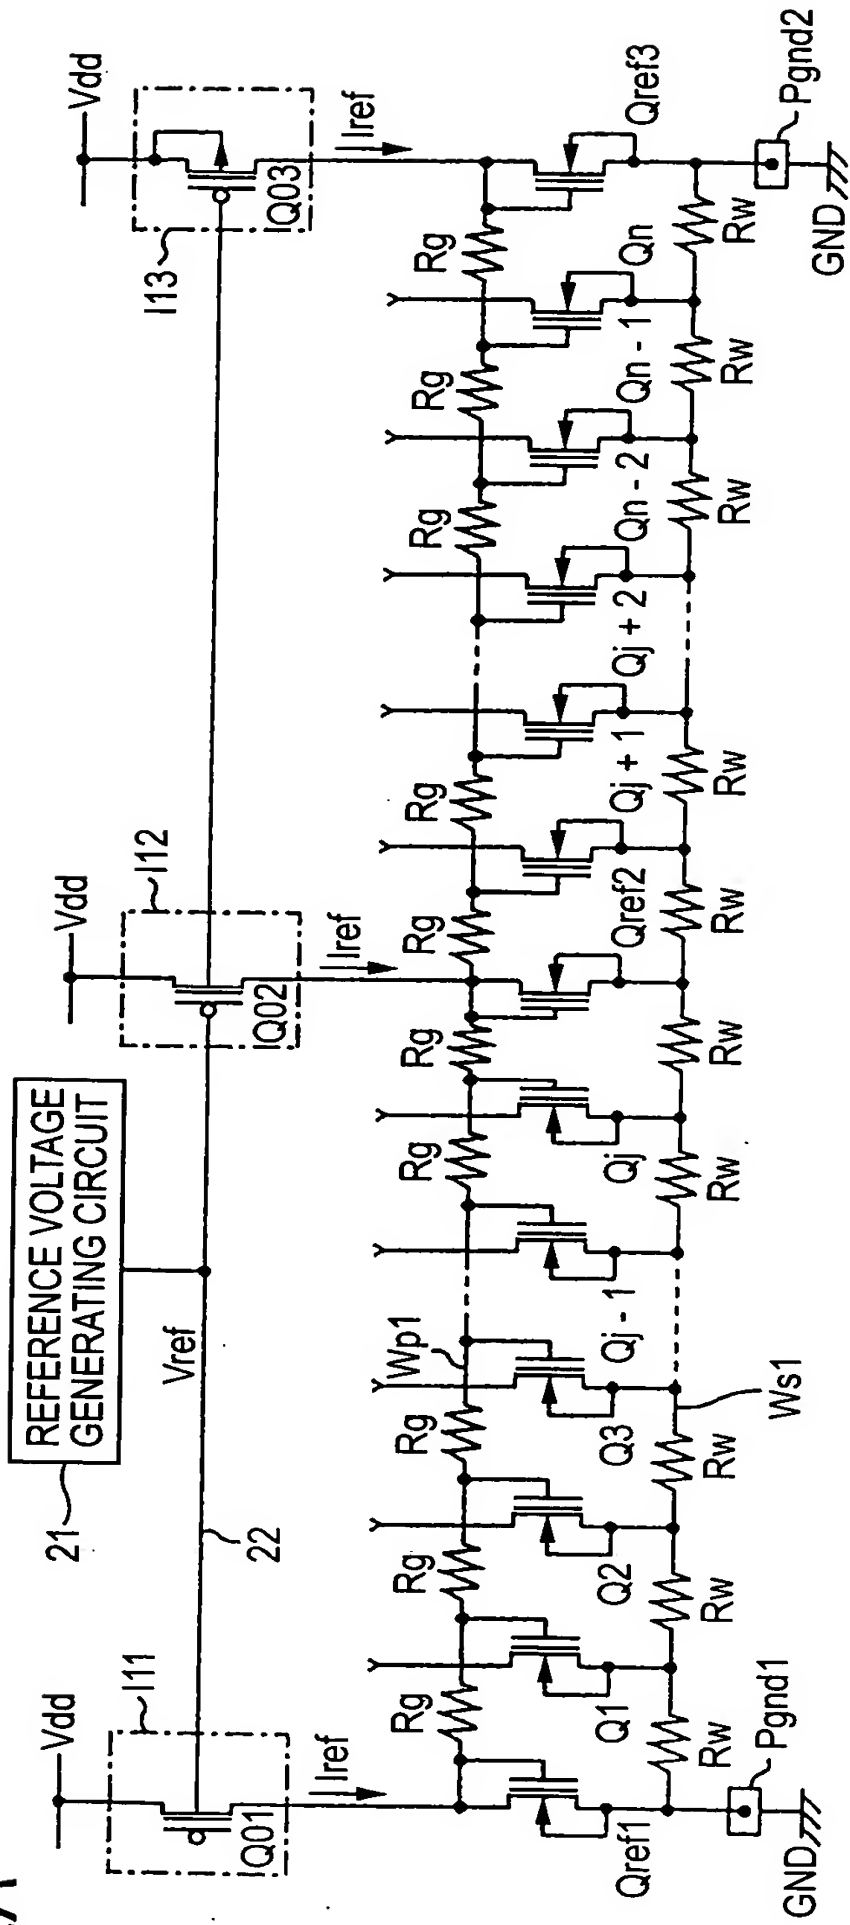 REFERENCE VOLTAGE
GENERATING CIRCUIT
21
Vdd
Vdd
Vdd
I11
I12
I13
Vref
22
Q01
Q02
Q03
Iref
Iref
Iref
Rg
Rg
Rg
Wp1
Rg
Rg
Rg
Rg
Rg
Rg
Rg
Qref1
Q1
Q2
Q3
Qj - 1
Qj
Qref2
Qj + 1
Qj + 2
Qn - 2
Qn - 1
Qn
Qref3
Rw
Rw
Rw
Rw
Rw
Rw
Rw
Rw
Rw
Rw
Ws1
Pgnd1
Pgnd2
GND
GND